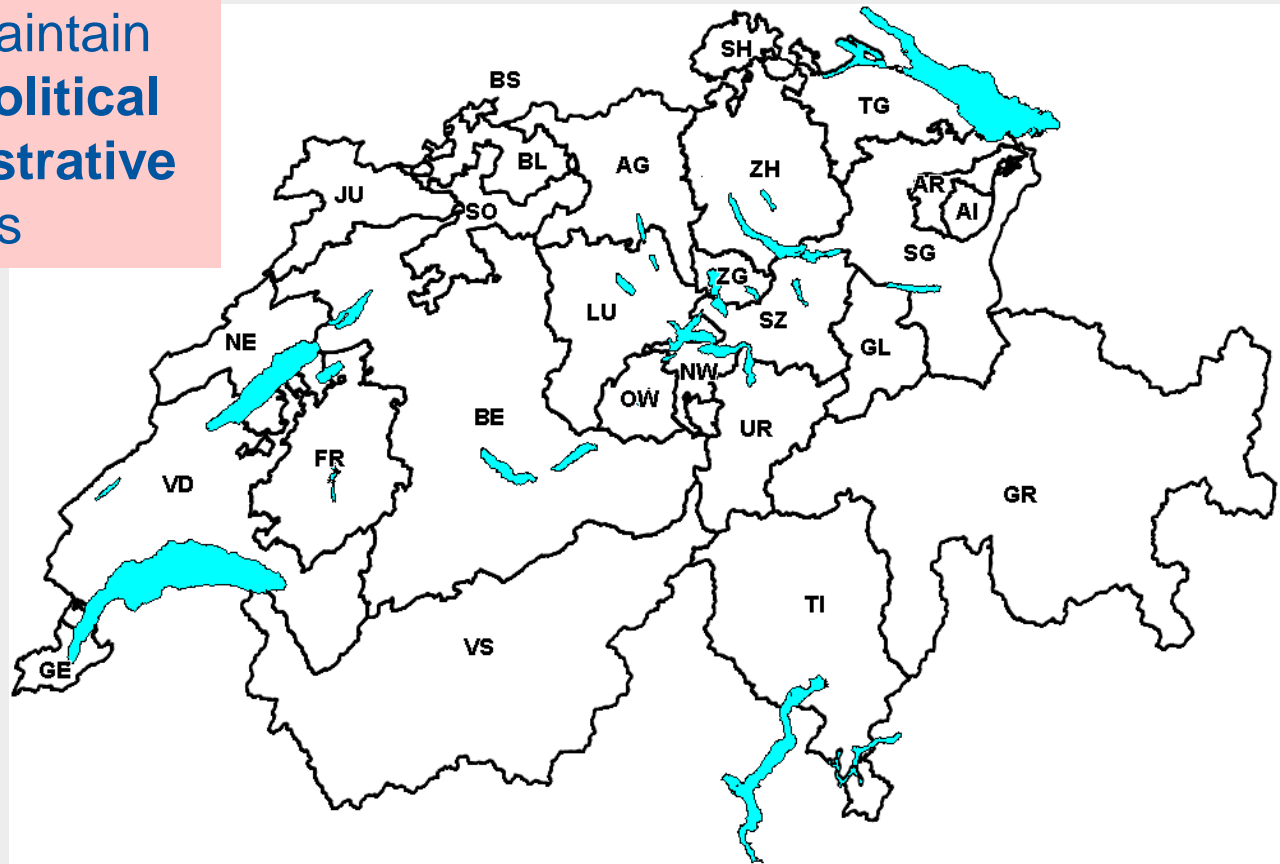 aintain
olitical
strative
s
SH
BS
TG
BL
AG
ZH
JU
AR
AI
SO
SG
ZG
LU
SZ
NE
GL
NW
OW
BE
UR
FR
VD
GR
TI
VS
GE